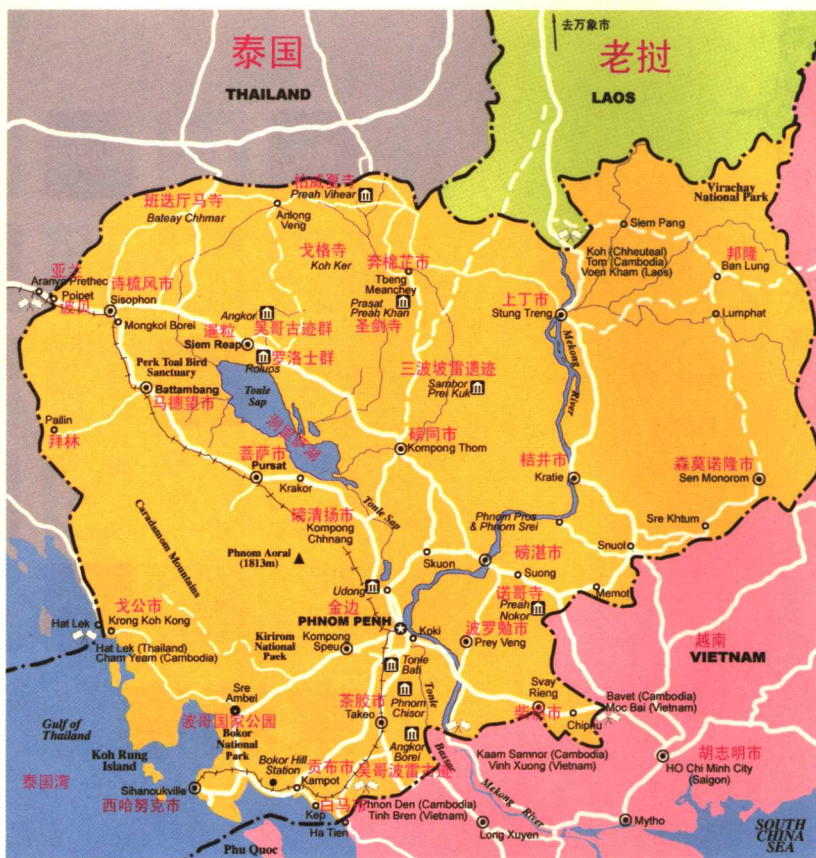 去万象市
泰国
THAILAND
老挝
LAOS
柏威夏寺
Preah Vihear
班迭厅马寺
Bateay Chhmar
Anlong
Veng
Virachay
National Park
Siem Pang
戈格寺
Koh Ker
奔棉芷市
Tbeng
Meanchey
Koh (Chheuteal)
Tom (Cambodia)
Voen Kham (Laos)
邦隆
Ban Lung
亚兰
Aranya Prethec
Poipet
波贝
诗梳风市
Sisophon
Mongkol Borei
Angkor
吴哥古迹群
暹粒
Siem Reap
Prasat
Preah Khan
圣剑寺
上丁市
Stung Treng
Lumphat
Mekong
River
Perk Toal Bird
Sanctuary
罗洛士群
Roluos
三波坡雷遗迹
Sambor
Prei Kuk
Battambang
马德望市
Tonle
Sap
洞里萨湖
Pailin
拜林
磅同市
Kompong Thom
菩萨市
Pursat
Krakor
桔井市
Kratie
森莫诺隆市
Sen Monorom
Caradamom Mountains
磅清扬市
Kompong
Chhnang
Tonle Sap
Phnom Pros
& Phnom Srei
Sre Khtum
Snuol
Phnom Aoral
(1813m)
Skuon
磅湛市
Suong
Memot
Udong
诺哥寺
Preah
Nokor
戈公市
Hat Lek
Krong Koh Kong
Hat Lek (Thailand)
Cham Yeam (Cambodia)
金边
PHNOM PENH
Koki
Kirirom
National
Park
Kompong
Speu
波罗勉市
Prey Veng
越南
VIETNAM
Tonle
Bati
Sre
Ambel
Phnom
Chisor
Tonle
Svay
Rieng
柴桢市
Chiphu
Bavet (Cambodia)
Moc Bai (Vietnam)
Gulf of
Thailand
波哥国家公园
Bokor
National
Park
茶胶市
Takeo
Angkor
Borei
Bassac
Koh Rung
Island
Bokor Hill
Station
贡布市
Kampot
吴哥波雷古迹
Kaam Samnor (Cambodia)
Vinh Xuong (Vietnam)
胡志明市
HO Chi Minh City
(Saigon)
泰国湾
Sihanoukville
西哈努克市
白马市
Kep
Ha Tien
Phnon Den (Cambodia)
Tinh Bren (Vietnam)
Mekong River
Long Xuyen
Mytho
Phu Quoc
SOUTH
CHINA
SEA